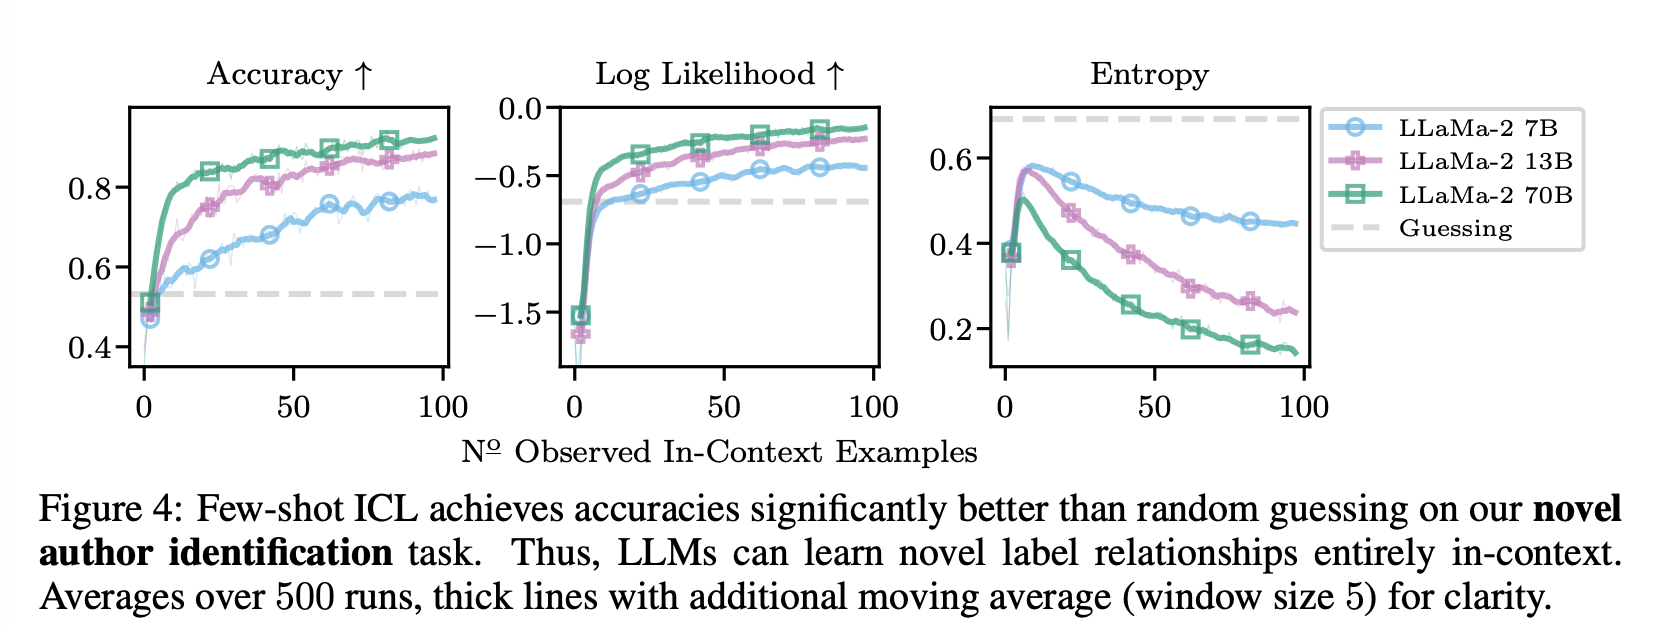 Accuracy ↑
Log Likelihood ↑
Entropy
0.8
0.6
0.4
0
50
100
0.0
−0.5
−1.0
−1.5
0
50
100
0.6
0.4
0.2
0
50
100
LLaMa-2 7B
LLaMa-2 13B
LLaMa-2 70B
Guessing
Nº Observed In-Context Examples
Figure 4: Few-shot ICL achieves accuracies significantly better than random guessing on our novel
author identification task. Thus, LLMs can learn novel label relationships entirely in-context.
Averages over 500 runs, thick lines with additional moving average (window size 5) for clarity.